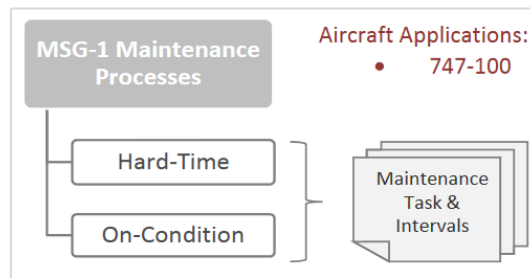 MSG-1 Maintenance
Processes
Aircraft Applications:
• 747-100
Hard-Time
On-Condition
Maintenance
Task &
Intervals